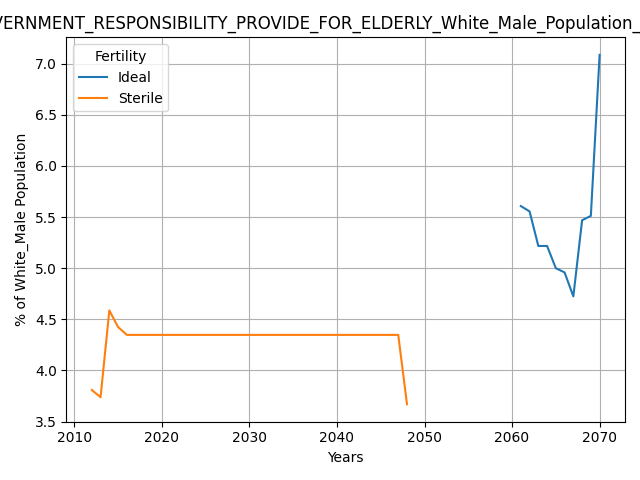 VERNMENT_RESPONSIBILITY_PROVIDE_FOR_ELDERLY_White_Male_Population_
Fertility
Ideal
Sterile
7.0
6.5
6.0
5.5
5.0
4.5
4.0
3.5
% of White_Male Population
2010 2020 2030 2040 2050 2060 2070
Years